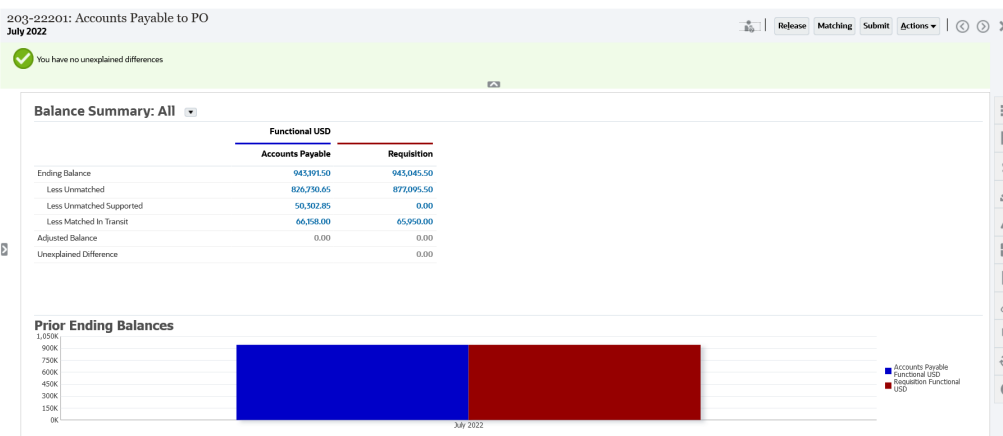 203-22201: Accounts Payable to PO
July 2022
Release Matching Submit Actions
You have no unexplained differences
Balance Summary: All
Functional USD
Accounts Payable Requisition
Ending Balance 943,191.50 943,045.50
Less Unmatched 826,730.65 877,095.50
Less Unmatched Supported 50,302.85 0.00
Less Matched In Transit 66,158.00 65,950.00
Adjusted Balance 0.00 0.00
Unexplained Difference 0.00
Prior Ending Balances
1,050K
900K
750K
600K
450K
300K
150K
0K
July 2022
Accounts Payable
Functional USD
Requisition Functional
USD